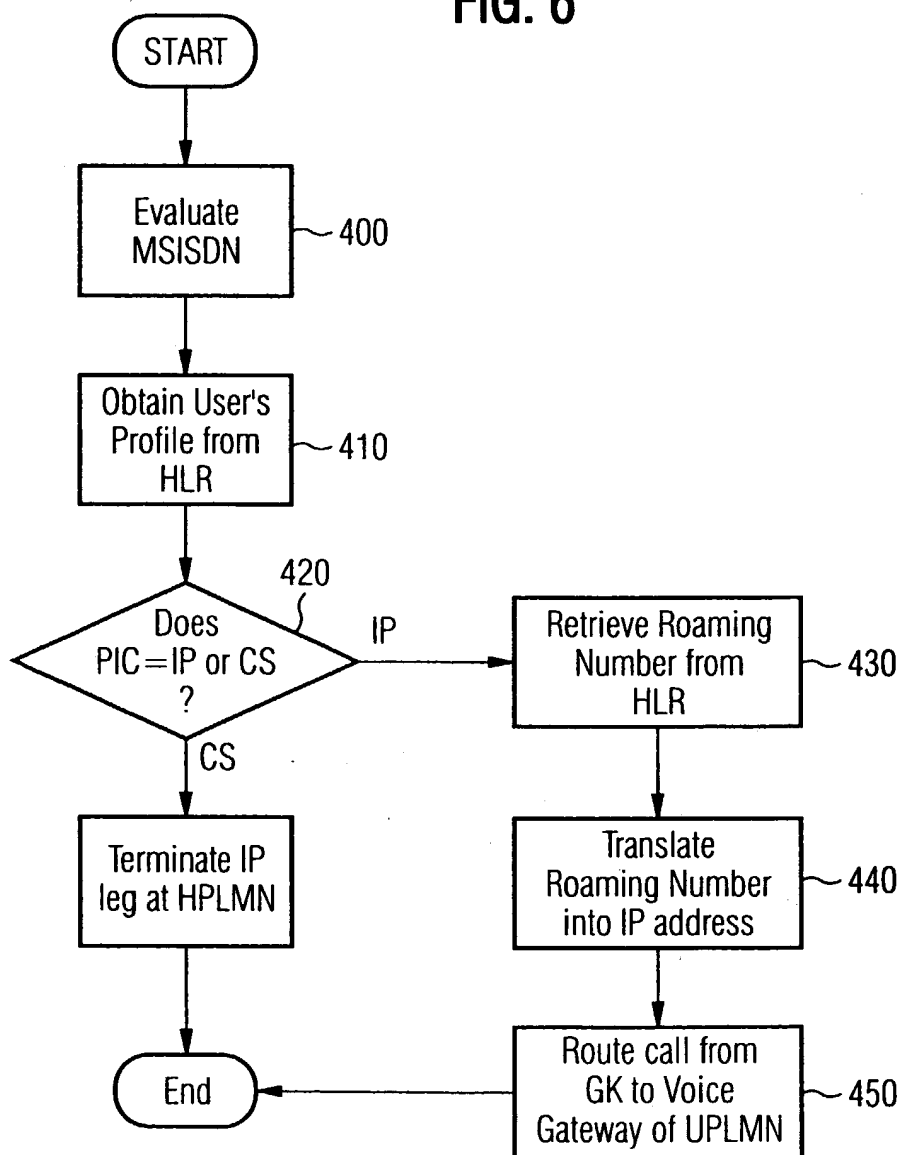 FIG. 6
START
Evaluate
MSISDN
400
Obtain User's
Profile from
HLR
410
420
Does
PIC=IP or CS
?
IP
CS
Retrieve Roaming
Number from
HLR
430
Terminate IP
leg at HPLMN
Translate
Roaming Number
into IP address
440
End
Route call from
GK to Voice
Gateway of UPLMN
450